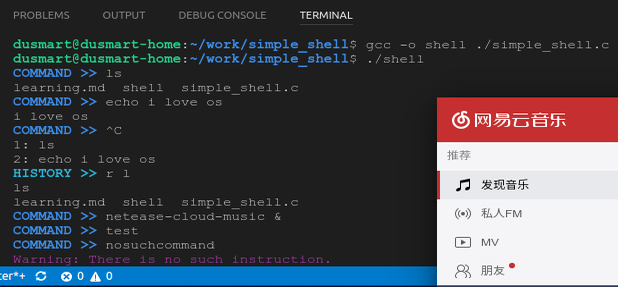 PROBLEMS OUTPUT DEBUG CONSOLE TERMINAL
dusmart@dusmart-home:~/work/simple_shell$ gcc -o shell ./simple_shell.c
dusmart@dusmart-home:~/work/simple_shell$ ./shell
COMMAND >> ls
learning.md shell simple_shell.c
COMMAND >> echo i love os
i love os
COMMAND >> ^C
1: ls
2: echo i love os
HISTORY >> r l
ls
learning.md shell simple_shell.c
COMMAND >> netease-cloud-music &
COMMAND >> test
COMMAND >> nosuchcommand
Warning: There is no such instruction.
ter*+ 0 0
网易云音乐
推荐
发现音乐
私人FM
MV
朋友